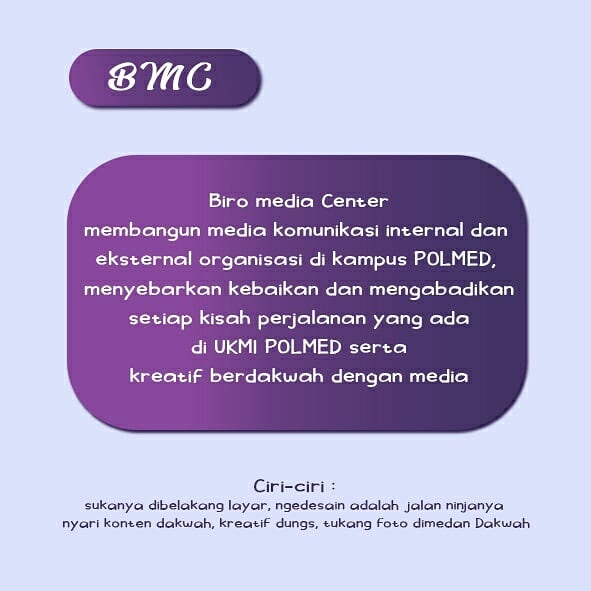 BMC
Biro media Center
membangun media komunikasi internal dan
eksternal organisasi di kampus POLMED,
menyebarkan kebaikan dan mengabadikan
setiap kisah perjalanan yang ada
di UKMI POLMED serta
kreatif berdakwah dengan media
Ciri-ciri :
sukanya dibelakang layar, ngedesain adalah jalan ninjanya
nyari konten dakwah, kreatif dungs, tukang foto dimedan Dakwah